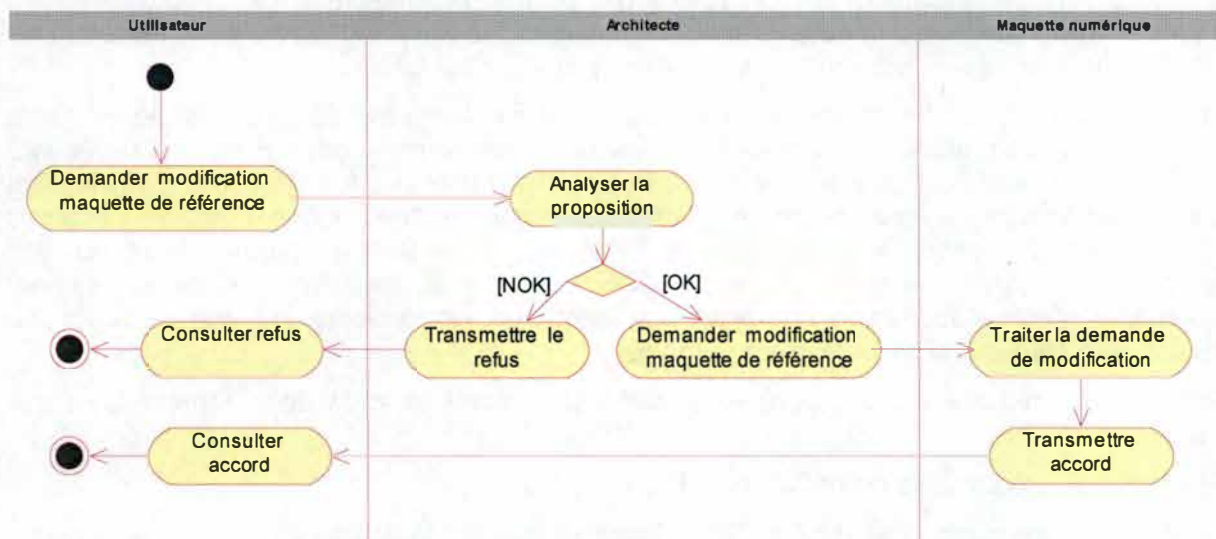 Utilisateur
Architecte
Maquette numérique
Demander modification
maquette de référence
Analyser la
proposition
[NOK]
[OK]
Consulter refus
Transmettre le
refus
Demander modification
maquette de référence
Traiter la demande
de modification
Consulter
accord
Transmettre
accord